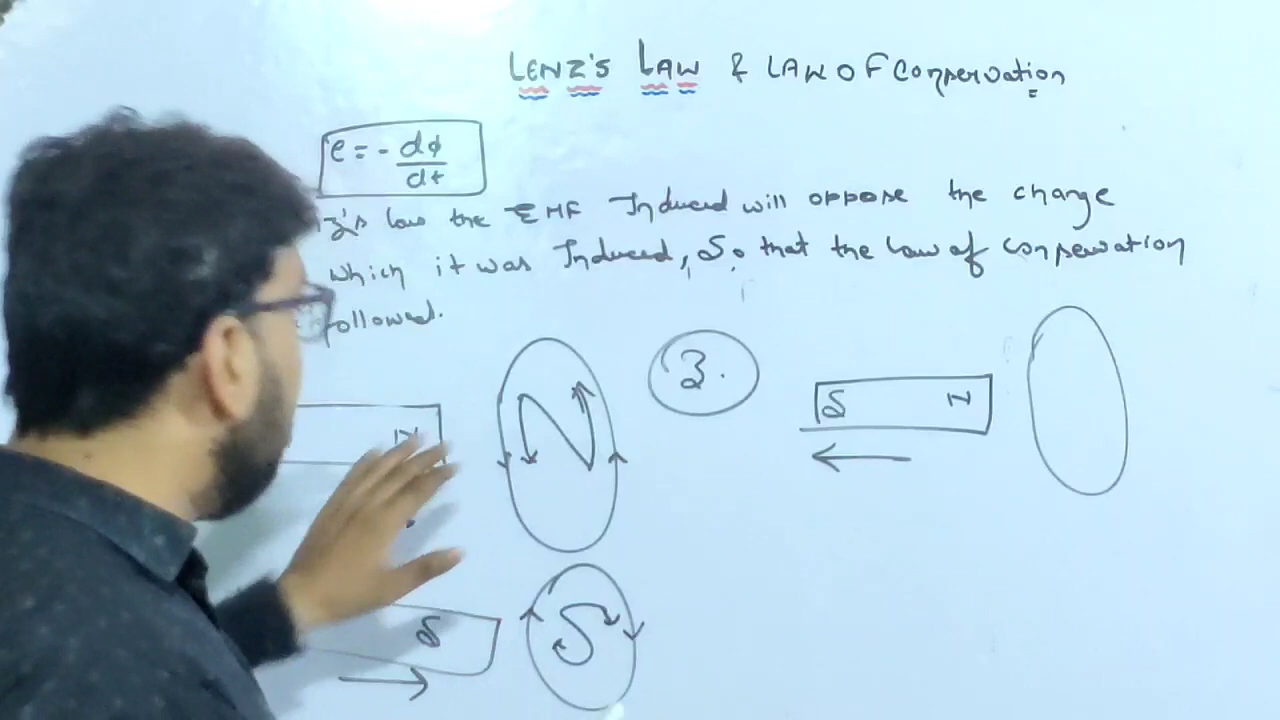 LENZ'S LAW & LAW OF Conservation
e = - dφ/dt
z's law the EMF Induced will oppose the change
which it was Induced, So that the law of conservation
followed.
N
N
3.
S N
S
S